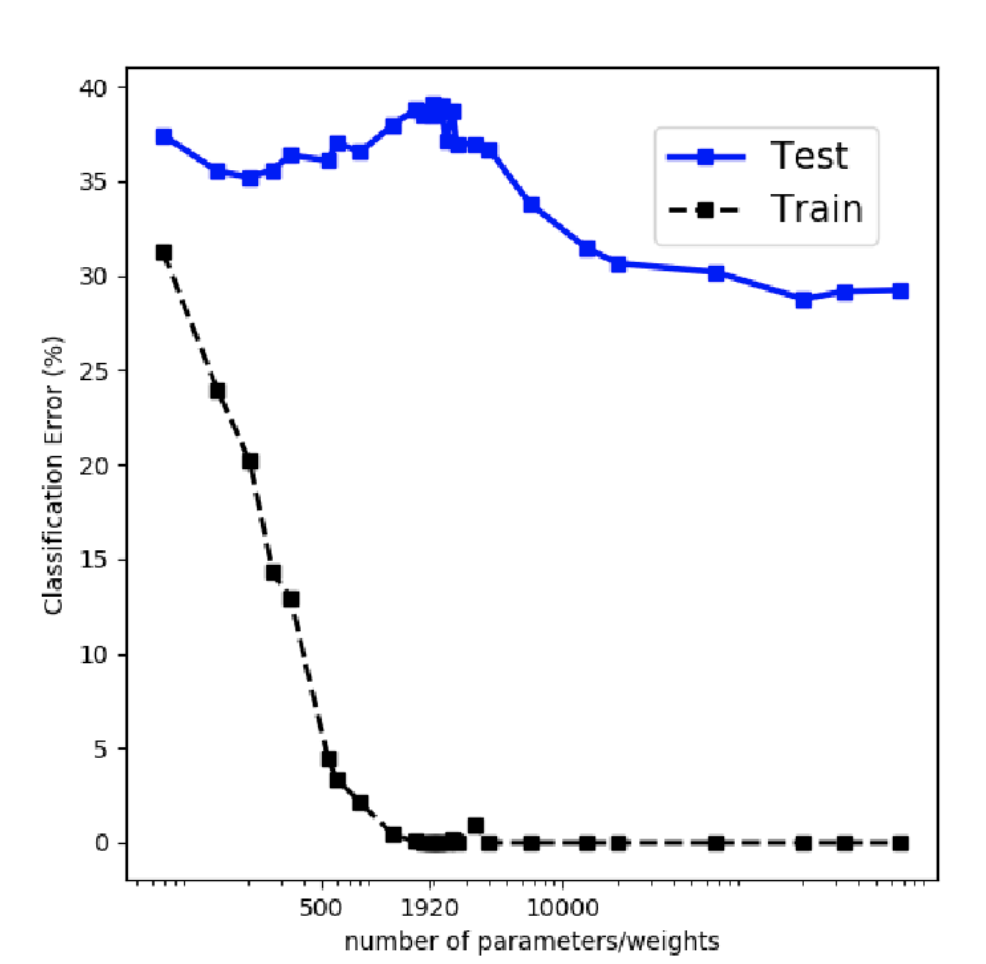 40
35
30
25
20
15
10
5
0
Classification Error (%)
Test
Train
500 1920 10000
number of parameters/weights